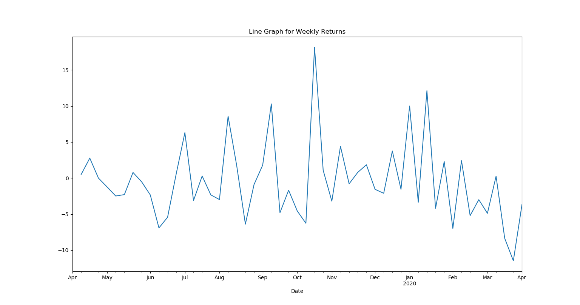 Line Graph for Weekly Returns
15
10
5
0
−5
−10
Apr May Jun Jul Aug Sep Oct Nov Dec Jan Feb Mar Apr
2020
Date